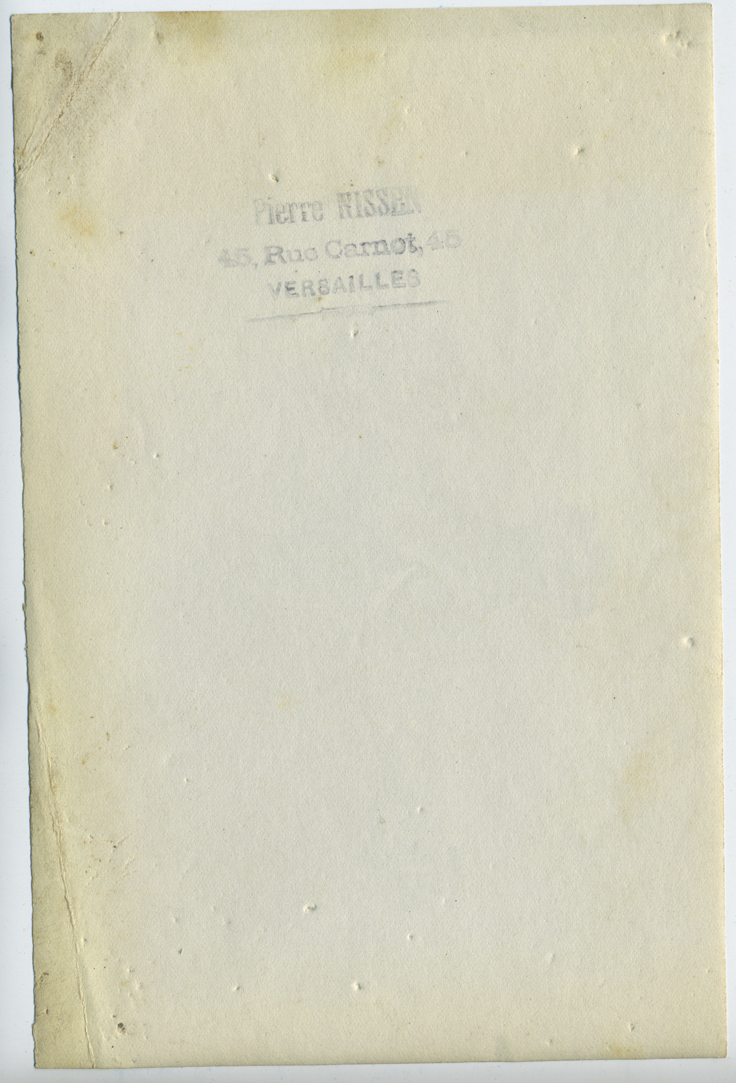 Pierre NISSEN
45, Rue Carnot, 45
VERSAILLES